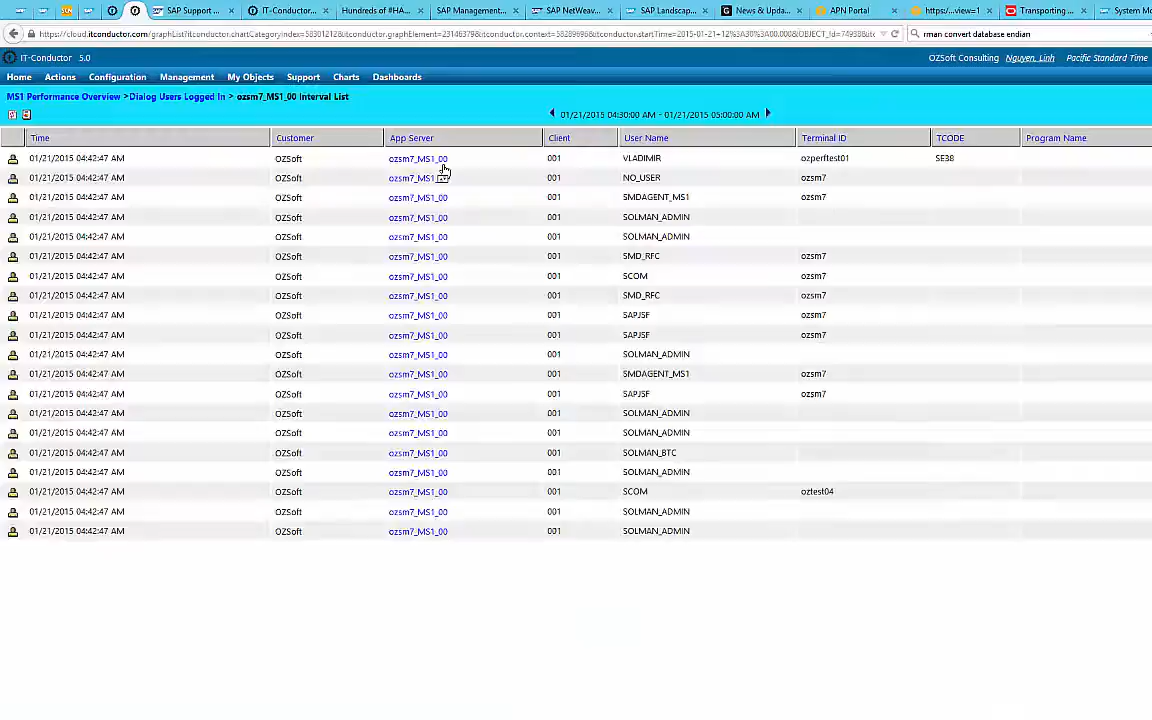 SAP Support ... × IT-Conductor... × Hundreds of #HA... × SAP Management... × SAP NetWeav... × SAP Landscap... × News & Upda... × APN Portal × https:/...view=1 × Transporting ... × System Mo
https://cloud.itconductor.com/graphList/itconductor.chartCategoryIndex=5830
IT-Conductor 5.0
rman convert database endian
OZSoft Consulting Nguyen, Linh Pacific Standard Time
Home Actions Configuration Management My Objects Support Charts Dashboards
MS1 Performance Overview >Dialog Users Logged In > ozsm7_MS1_00 Interval List
01/21/2015 04:30:00 AM - 01/21/2015 05:00:00 AM
Time Customer App Server Client User Name Terminal ID TCODE Program Name
01/21/2015 04:42:47 AM OZSoft ozsm7_MS1_00 001 VLADIMIR ozperftest01 SE38
01/21/2015 04:42:47 AM OZSoft ozsm7_MS1 001 NO_USER ozsm7
01/21/2015 04:42:47 AM OZSoft ozsm7_MS1_00 001 SMDAGENT_MS1 ozsm7
01/21/2015 04:42:47 AM OZSoft ozsm7_MS1_00 001 SOLMAN_ADMIN
01/21/2015 04:42:47 AM OZSoft ozsm7_MS1_00 001 SOLMAN_ADMIN
01/21/2015 04:42:47 AM OZSoft ozsm7_MS1_00 001 SMD_RFC ozsm7
01/21/2015 04:42:47 AM OZSoft ozsm7_MS1_00 001 SCOM ozsm7
01/21/2015 04:42:47 AM OZSoft ozsm7_MS1_00 001 SMD_RFC ozsm7
01/21/2015 04:42:47 AM OZSoft ozsm7_MS1_00 001 SAPJSF ozsm7
01/21/2015 04:42:47 AM OZSoft ozsm7_MS1_00 001 SAPJSF ozsm7
01/21/2015 04:42:47 AM OZSoft ozsm7_MS1_00 001 SOLMAN_ADMIN
01/21/2015 04:42:47 AM OZSoft ozsm7_MS1_00 001 SMDAGENT_MS1 ozsm7
01/21/2015 04:42:47 AM OZSoft ozsm7_MS1_00 001 SAPJSF ozsm7
01/21/2015 04:42:47 AM OZSoft ozsm7_MS1_00 001 SOLMAN_ADMIN
01/21/2015 04:42:47 AM OZSoft ozsm7_MS1_00 001 SOLMAN_ADMIN
01/21/2015 04:42:47 AM OZSoft ozsm7_MS1_00 001 SOLMAN_BTC
01/21/2015 04:42:47 AM OZSoft ozsm7_MS1_00 001 SOLMAN_ADMIN
01/21/2015 04:42:47 AM OZSoft ozsm7_MS1_00 001 SCOM oztest04
01/21/2015 04:42:47 AM OZSoft ozsm7_MS1_00 001 SOLMAN_ADMIN
01/21/2015 04:42:47 AM OZSoft ozsm7_MS1_00 001 SOLMAN_ADMIN